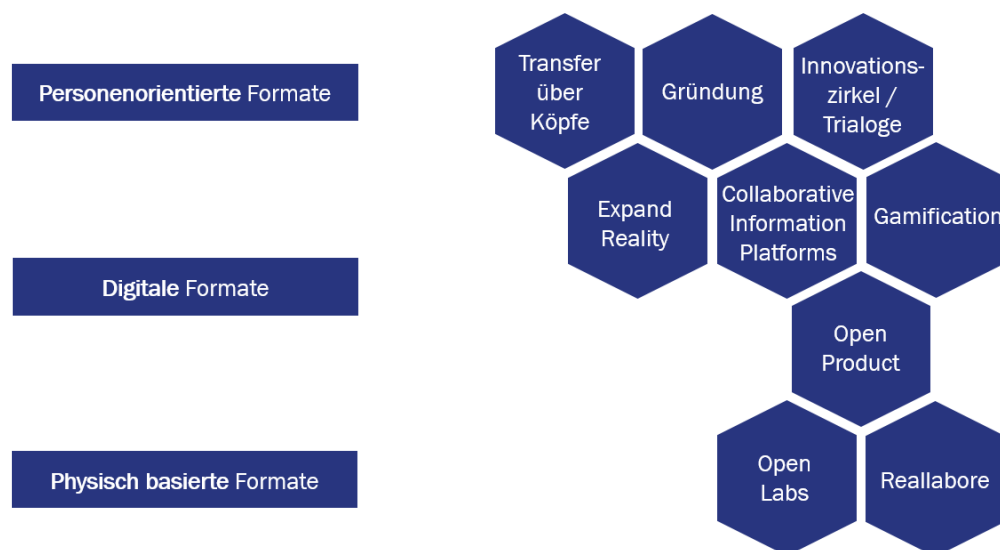 Personenorientierte Formate
Digitale Formate
Physisch basierte Formate
Transfer
über
Köpfe
Gründung
Innovations-
zirkel /
Trialoge
Expand
Reality
Collaborative
Information
Platforms
Gamification
Open
Product
Open
Labs
Reallabore